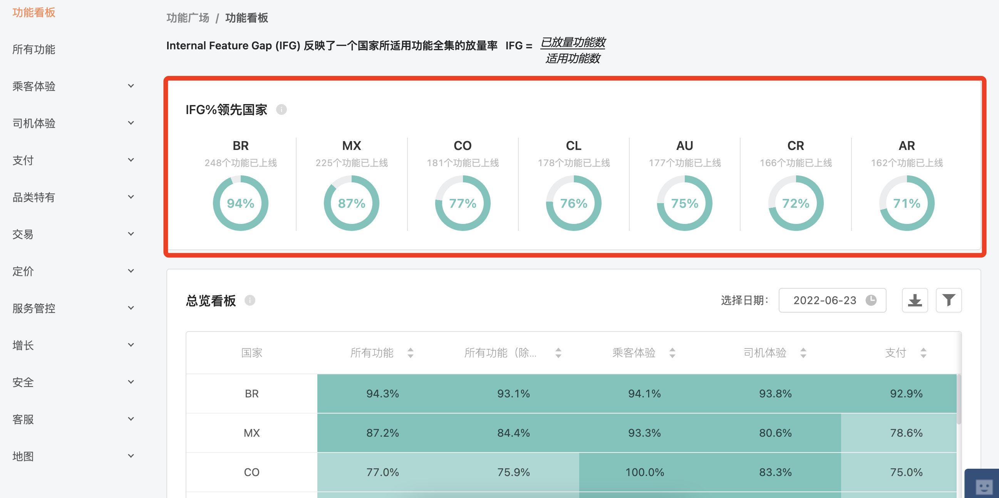 功能看板
所有功能
乘客体验
司机体验
支付
品类特有
交易
定价
服务管控
增长
安全
客服
地图
功能广场 / 功能看板
Internal Feature Gap (IFG) 反映了一个国家所适用功能全集的放量率 IFG = 已放量功能数
适用功能数
IFG%领先国家
BR MX CO CL AU CR AR
248个功能已上线 225个功能已上线 181个功能已上线 178个功能已上线 177个功能已上线 166个功能已上线 162个功能已上线
94% 87% 77% 76% 75% 72% 71%
总览看板 选择日期: 2022-06-23
国家 所有功能 所有功能（除... 乘客体验 司机体验 支付
BR 94.3% 93.1% 94.1% 93.8% 92.9%
MX 87.2% 84.4% 93.3% 80.6% 78.6%
CO 77.0% 75.9% 100.0% 83.3% 75.0%